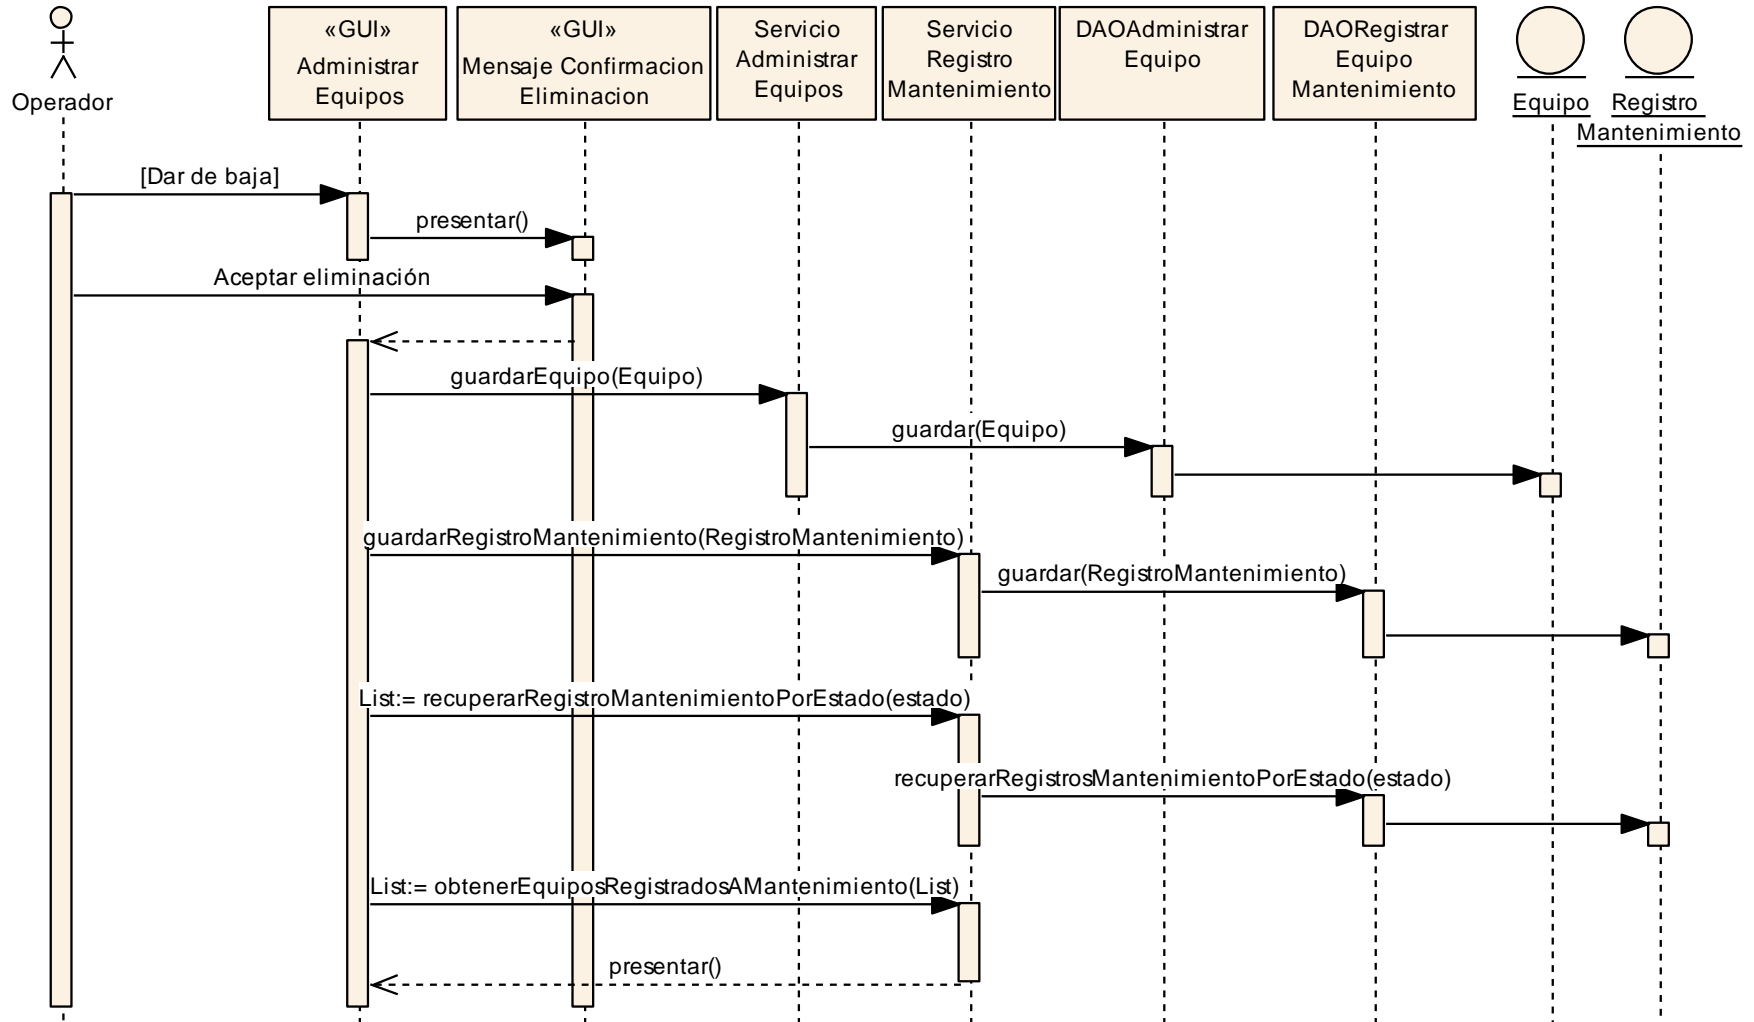 Operador
«GUI»
Administrar
Equipos
«GUI»
Mensaje Confirmacion
Eliminacion
Servicio
Administrar
Equipos
Servicio
Registro
Mantenimiento
DAOAdministrar
Equipo
DAORegistrar
Equipo
Mantenimiento
Equipo
Registro
Mantenimiento
[Dar de baja]
presentar()
Aceptar eliminación
guardarEquipo(Equipo)
guardar(Equipo)
guardarRegistroMantenimiento(RegistroMantenimiento)
guardar(RegistroMantenimiento)
List:= recuperarRegistroMantenimientoPorEstado(estado)
recuperarRegistrosMantenimientoPorEstado(estado)
List:= obtenerEquiposRegistradosAMantenimiento(List)
presentar()